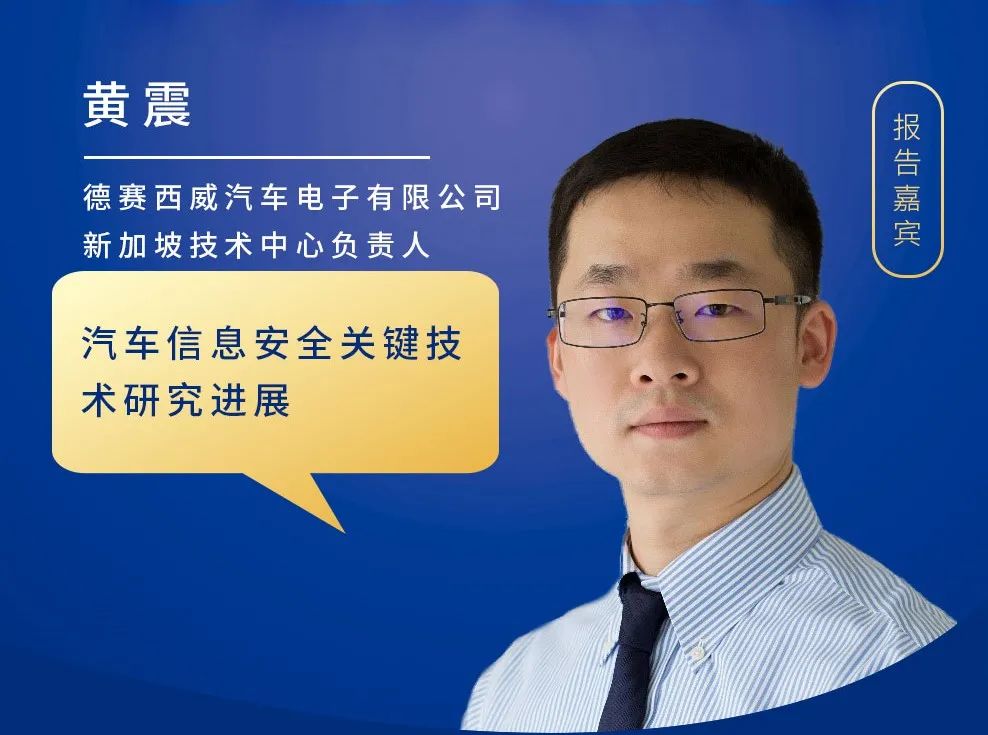 黄震
德赛西威汽车电子有限公司
新加坡技术中心负责人
汽车信息安全关键技
术研究进展
报告嘉宾